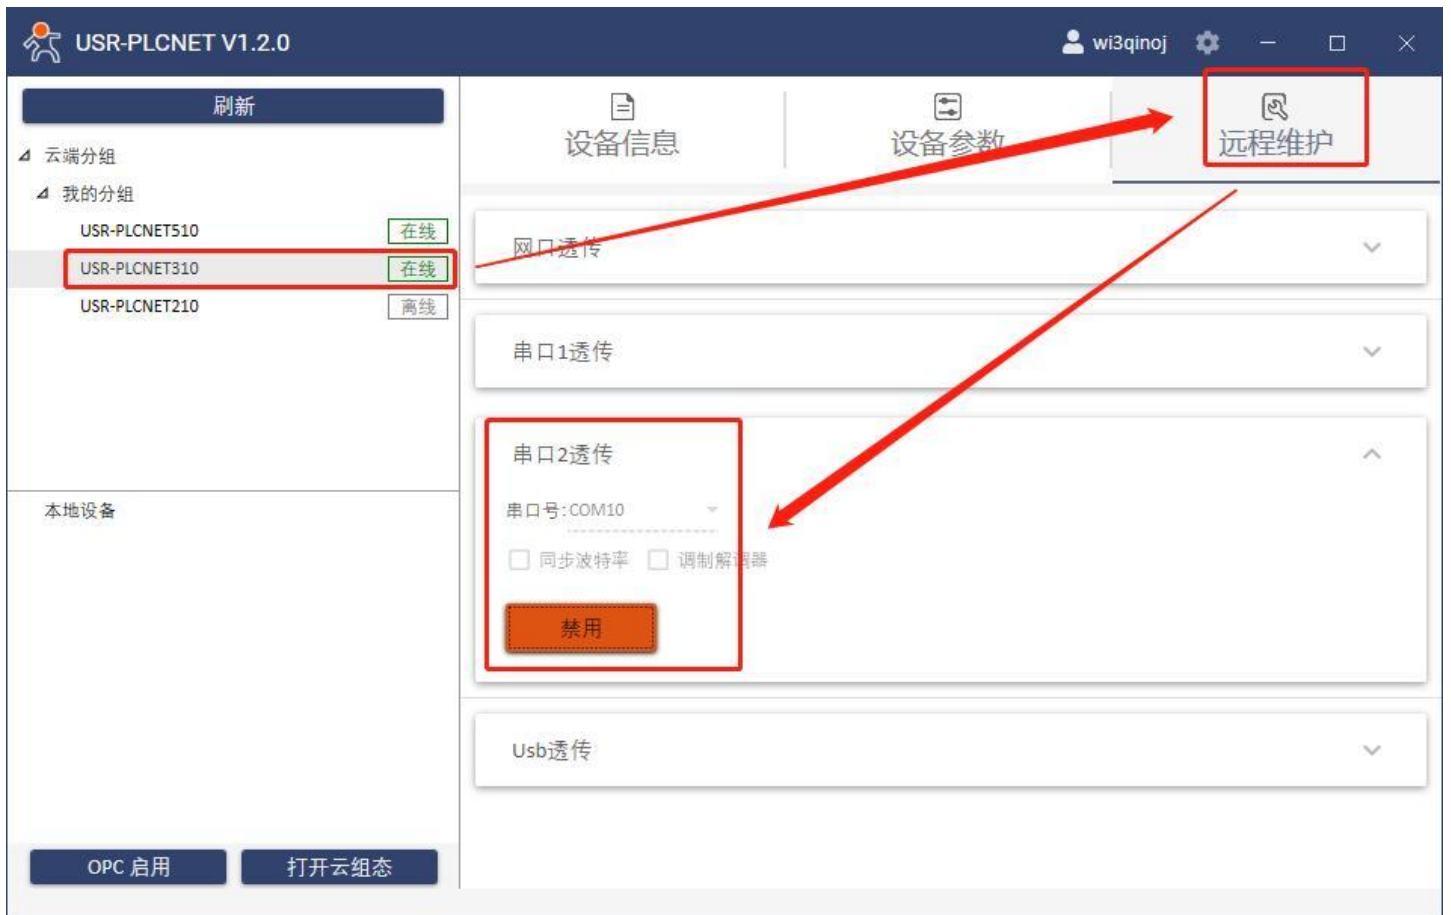 USR-PLCNET V1.2.0
wi3qinoj
刷新
云端分组
我的分组
USR-PLCNET510 在线
USR-PLCNET310 在线
USR-PLCNET210 离线
本地设备
OPC 启用
打开云组态
设备信息
设备参数
远程维护
网口透传
串口1透传
串口2透传
串口号:COM10
同步波特率 调制解调器
禁用
Usb透传